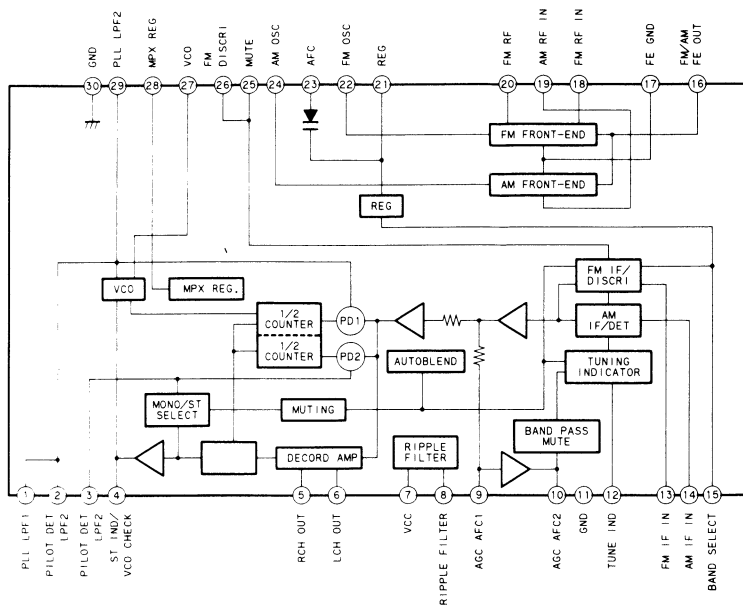 GND
PLL LPF2
MPX REG
VCO
FM
DISCRI
MUTE
AM OSC
AFC
FM OSC
REG
FM RF
AM RF IN
FM RF IN
FE GND
FM/AM
FE OUT
30
29
28
27
26
25
24
23
22
21
20
19
18
17
16
FM FRONT-END
AM FRONT-END
REG
VCO
MPX REG.
1/2
COUNTER
1/2
COUNTER
PD1
PD2
FM IF/
DISCRI
AM
IF/DET
TUNING
INDICATOR
AUTOBLEND
MONO/ST
SELECT
MUTING
BAND PASS
MUTE
DECORD AMP
RIPPLE
FILTER
1
2
3
4
5
6
7
8
9
10
11
12
13
14
15
PLL LPF1
PILOT DET
LPF2
PILOT DET
LPF2
ST IND/
VCO CHECK
RCH OUT
LCH OUT
VCC
RIPPLE FILTER
AGC AFC1
AGC AFC2
GND
TUNE IND
FM IF IN
AM IF IN
BAND SELECT